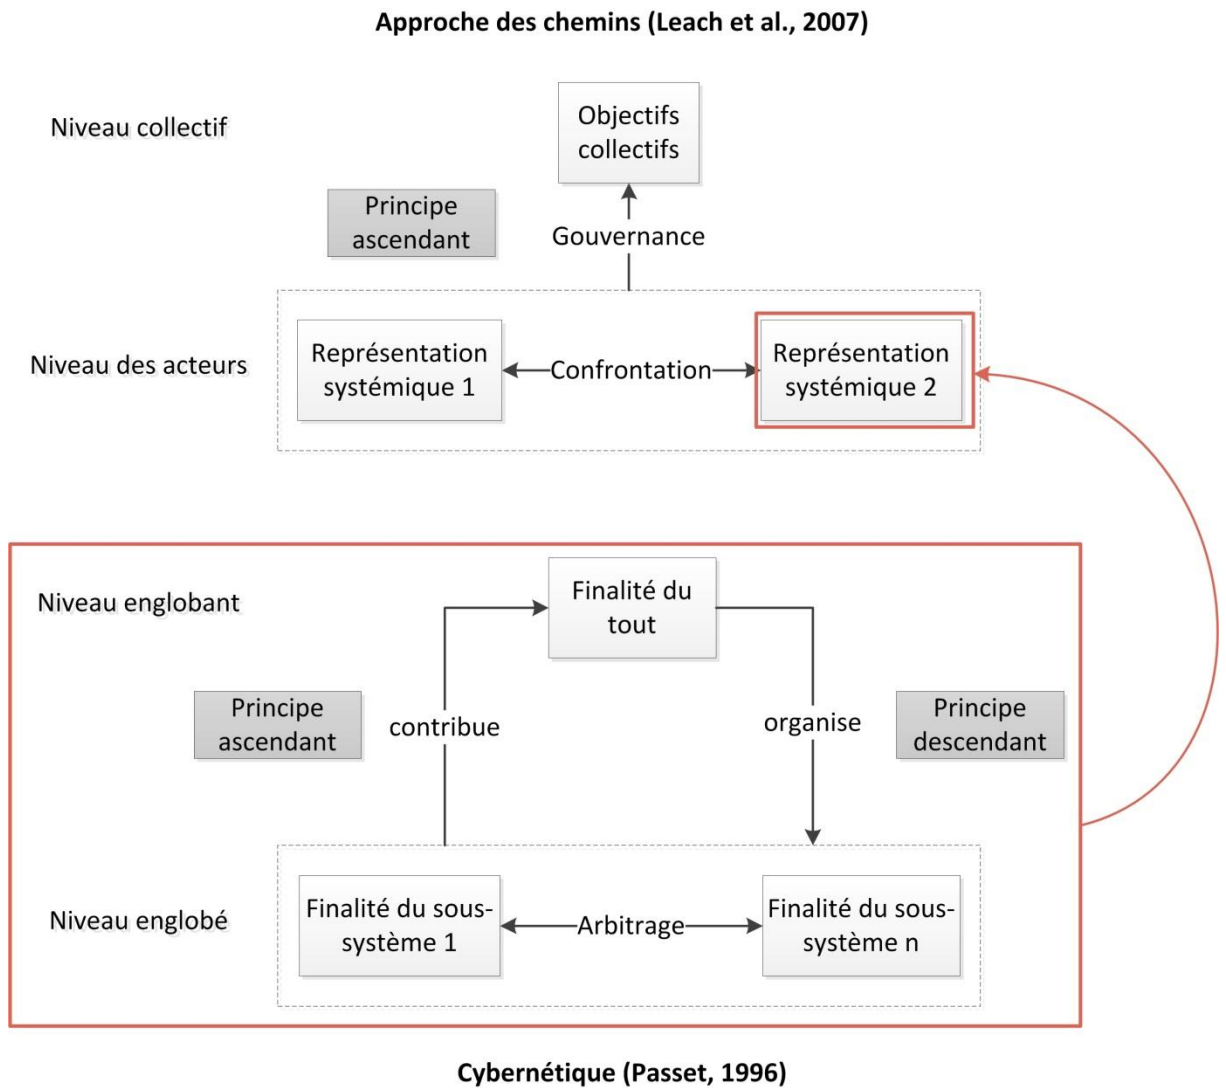 Approche des chemins (Leach et al., 2007)
Niveau collectif
Objectifs
collectifs
Principe
ascendant
Gouvernance
Niveau des acteurs
Représentation
systémique 1
Confrontation
Représentation
systémique 2
Niveau englobant
Finalité du
tout
Principe
ascendant
contribue
organise
Principe
descendant
Niveau englobé
Finalité du sous-
système 1
Arbitrage
Finalité du sous-
système n
Cybernétique (Passet, 1996)